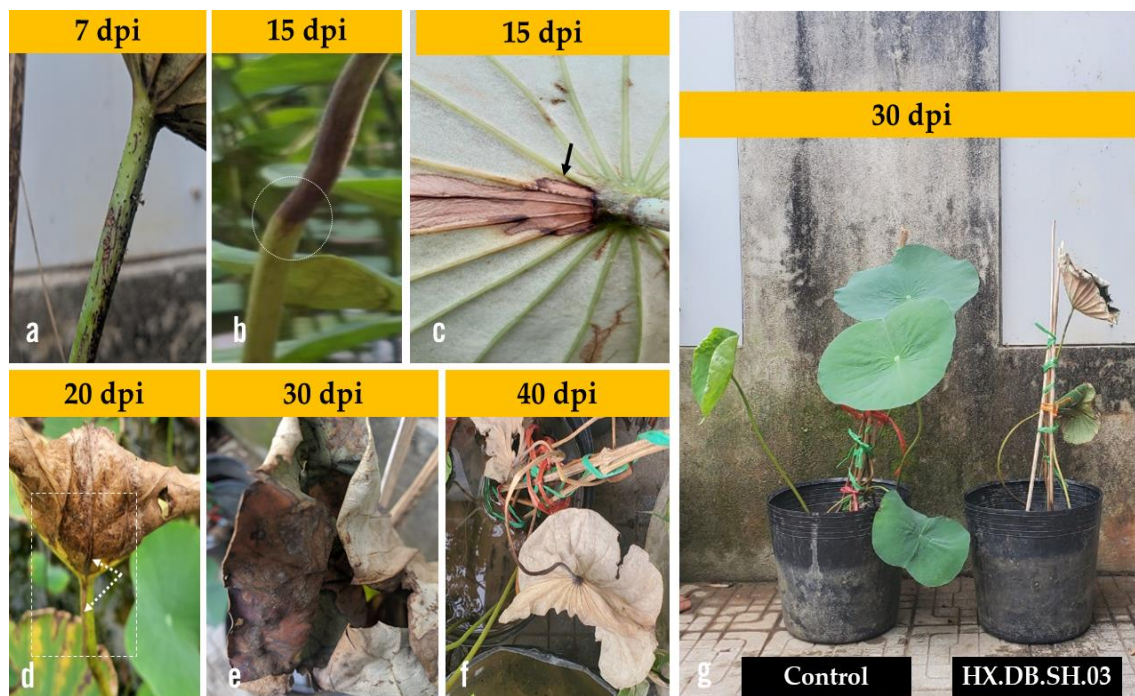 7 dpi
15 dpi
15 dpi
30 dpi
a
b
c
20 dpi
30 dpi
40 dpi
d
e
f
g
Control
HX.DB.SH.03